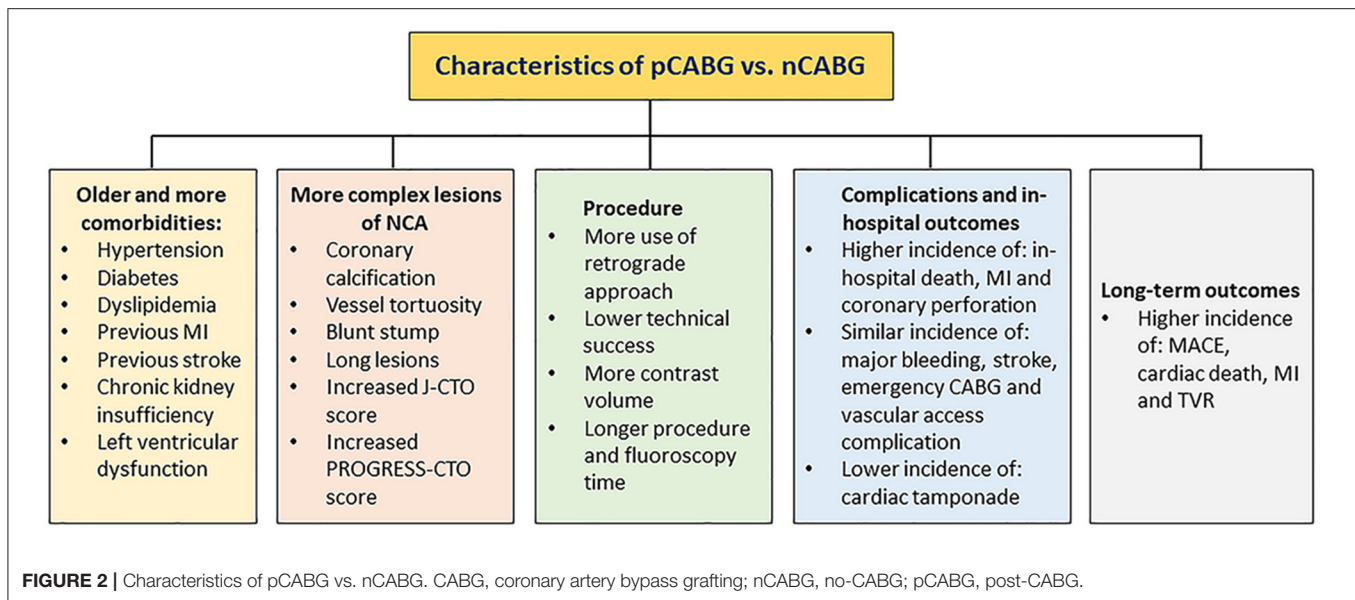 Characteristics of pCABG vs. nCABG
Older and more
comorbidities:
• Hypertension
• Diabetes
• Dyslipidemia
• Previous MI
• Previous stroke
• Chronic kidney
insufficiency
• Left ventricular
dysfunction
More complex lesions
of NCA
• Coronary
calcification
• Vessel tortuosity
• Blunt stump
• Long lesions
• Increased J-CTO
score
• Increased
PROGRESS-CTO
score
Procedure
• More use of
retrograde
approach
• Lower technical
success
• More contrast
volume
• Longer procedure
and fluoroscopy
time
Complications and in-
hospital outcomes
• Higher incidence of: in-
hospital death, MI and
coronary perforation
• Similar incidence of:
major bleeding, stroke,
emergency CABG and
vascular access
complication
• Lower incidence of:
cardiac tamponade
Long-term outcomes
• Higher incidence
of: MACE,
cardiac death, MI
and TVR
FIGURE 2 | Characteristics of pCABG vs. nCABG. CABG, coronary artery bypass grafting; nCABG, no-CABG; pCABG, post-CABG.